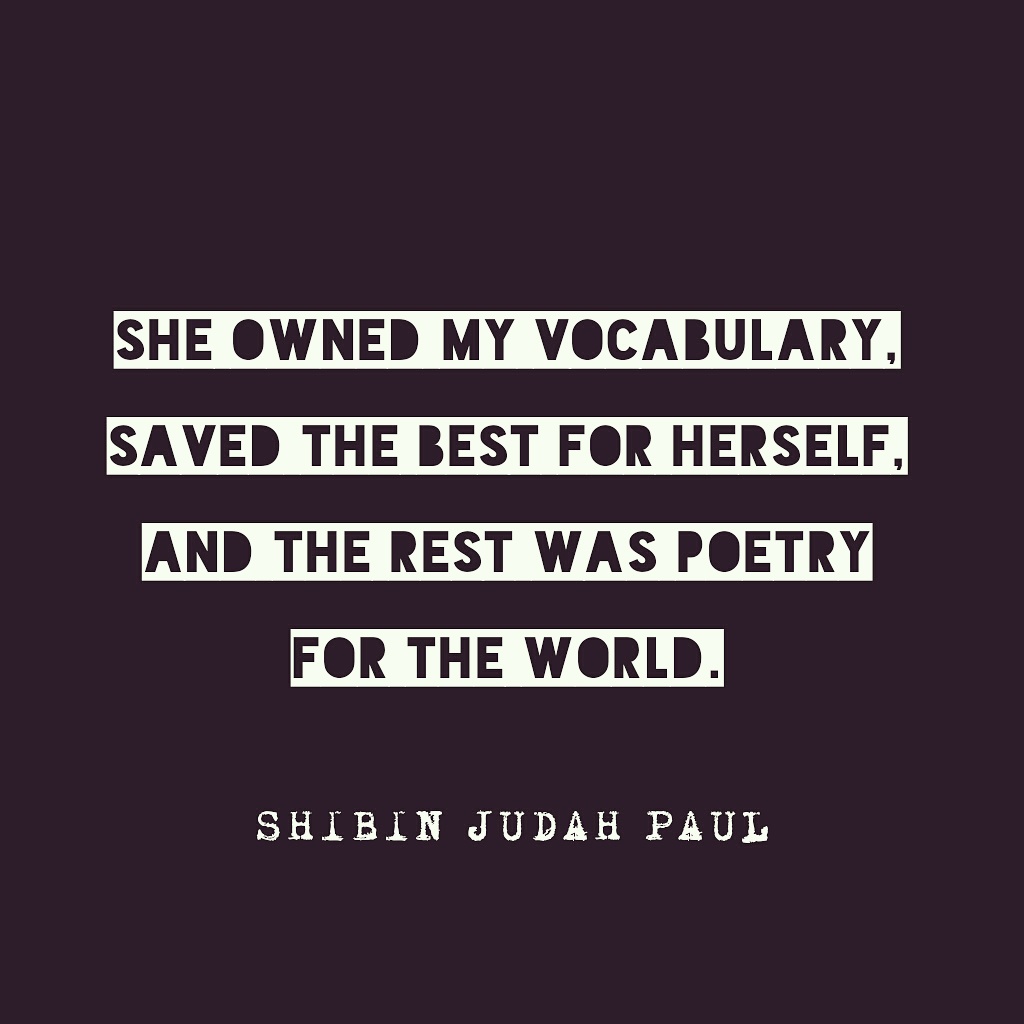 SHE OWNED MY VOCABULARY,
SAVED THE BEST FOR HERSELF,
AND THE REST WAS POETRY
FOR THE WORLD.
SHIBIN JUDAH PAUL